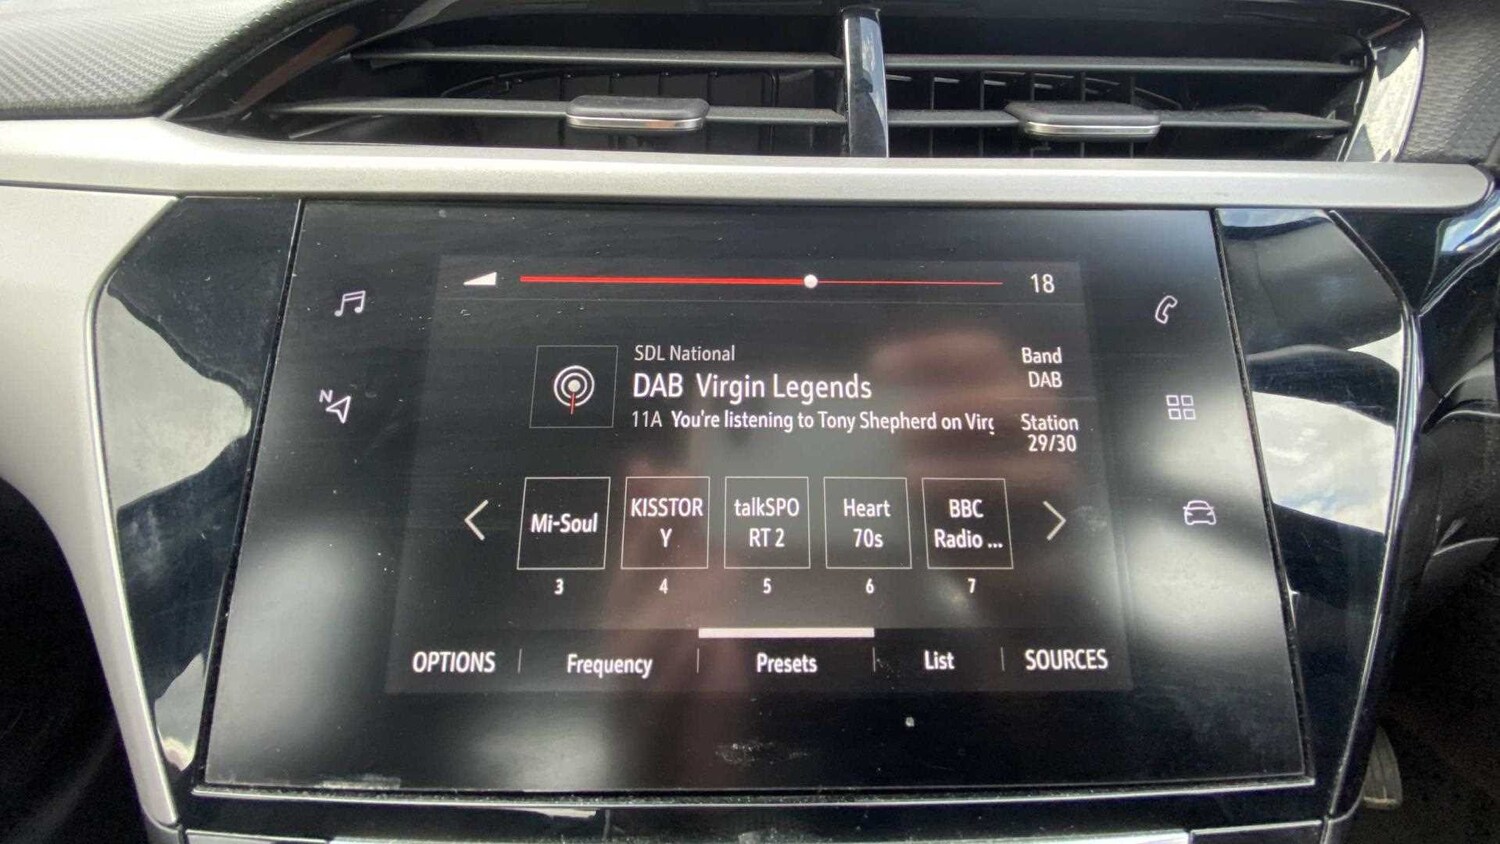 18
SDL National
DAB Virgin Legends
11A You're listening to Tony Shepherd on Virg
Band
DAB
Station
29/30
N
Mi-Soul
KISSTOR
Y
talkSPO
RT 2
Heart
70s
BBC
Radio ...
3 4 5 6 7
OPTIONS Frequency Presets List SOURCES